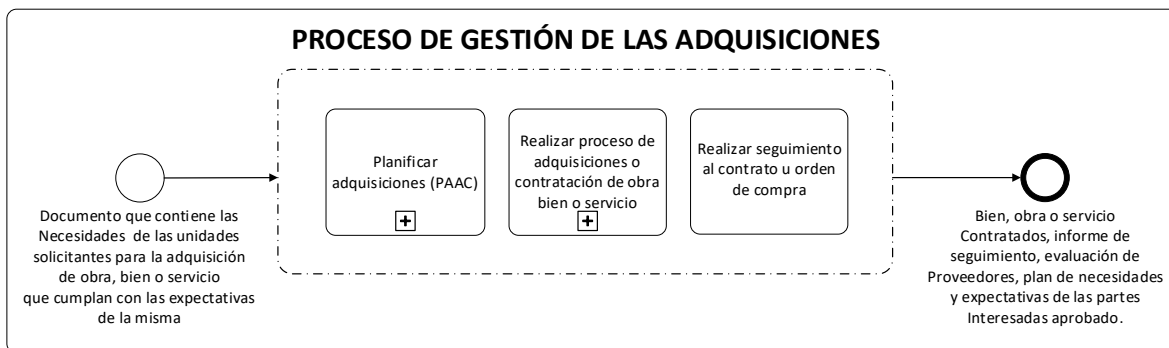 PROCESO DE GESTIÓN DE LAS ADQUISICIONES
Planificar
adquisiciones (PAAC)
Realizar proceso de
adquisiciones o
contratación de obra
bien o servicio
Realizar seguimiento
al contrato u orden
de compra
Documento que contiene las
Necesidades de las unidades
solicitantes para la adquisición
de obra, bien o servicio
que cumplan con las expectativas
de la misma
Bien, obra o servicio
Contratados, informe de
seguimiento, evaluación de
Proveedores, plan de necesidades
y expectativas de las partes
Interesadas aprobado.